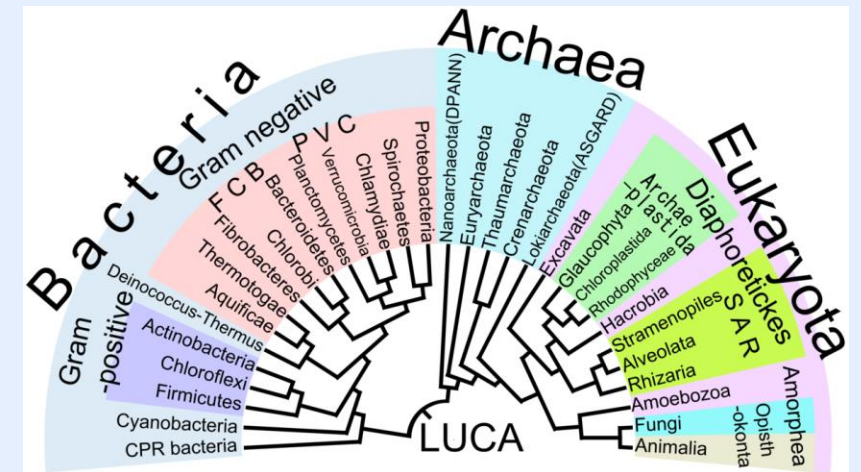 Bacteria
Archaea
Eukaryota
Gram negative
Gram
-positive
F C B
P V C
CPR bacteria
Cyanobacteria
Firmicutes
Chloroflexi
Actinobacteria
Deinococcus-Thermus
Aquificae
Thermotogae
Fibrobacteres
Chlorobi
Bacteroidetes
Planctomycetes
Verrucomicrobia
Chlamydiae
Spirochaetes
Proteobacteria
Nanoarchaeota(DPANN)
Euryarchaeota
Thaumarchaeota
Crenarchaeota
Lokiarchaeota(ASGARD)
Excavata
Archae
-plastida
Glaucophyta
Chloroplastida
Rhodophyceae
Diaphoretickes
Hacrobia
S A R
Stramenopiles
Alveolata
Rhizaria
Amoebozoa
Amorphea
Opisth
-okonta
Fungi
Animalia
LUCA